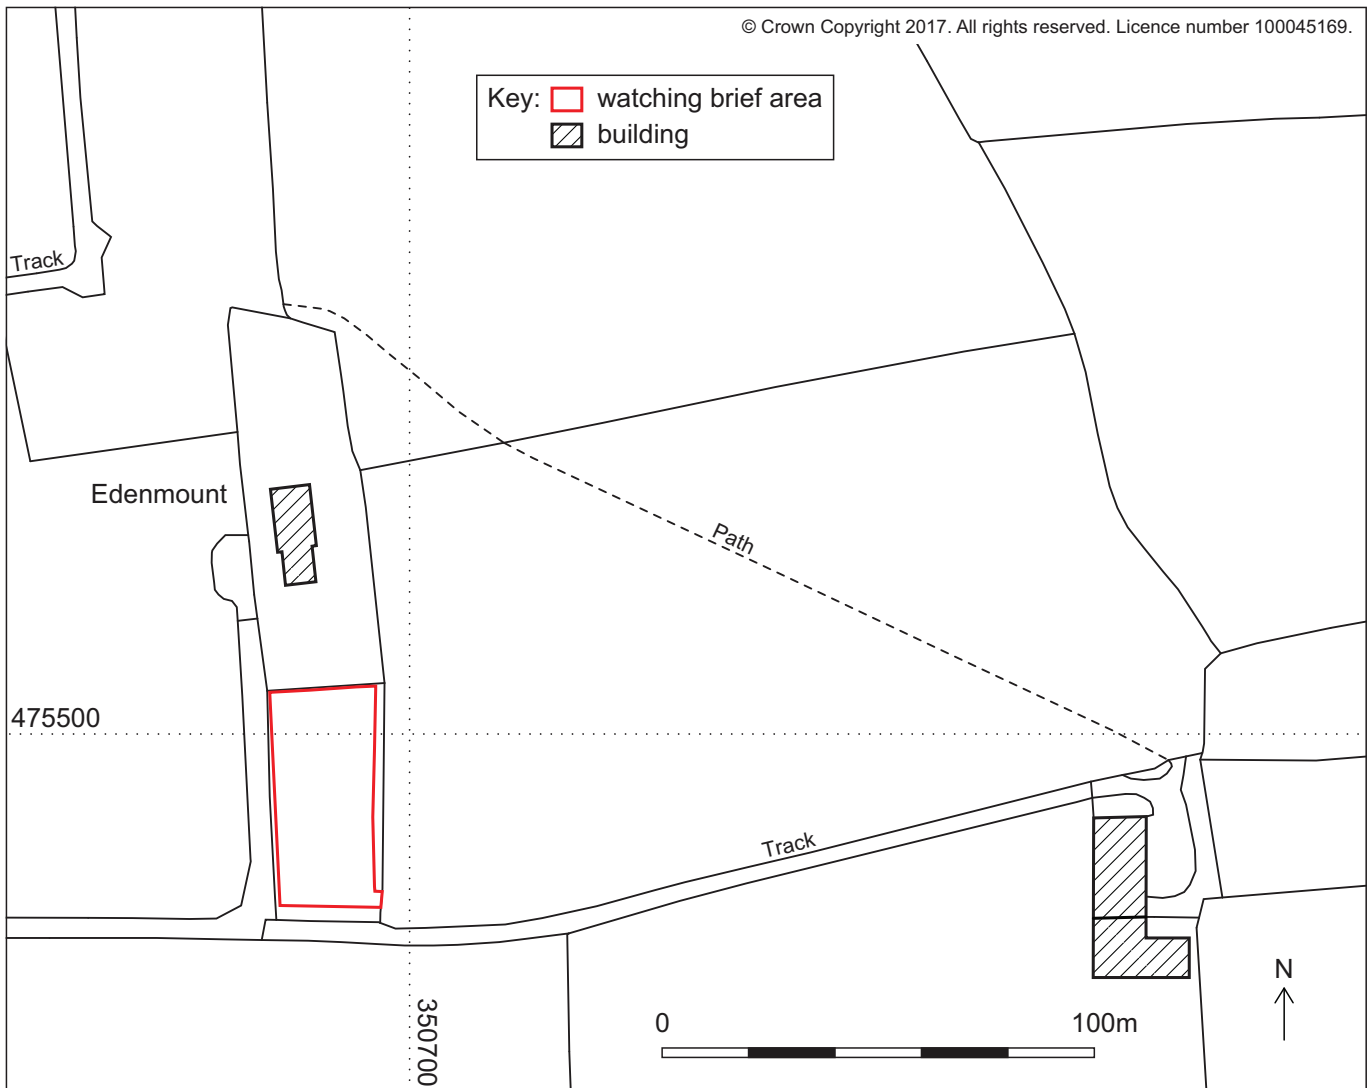 © Crown Copyright 2017. All rights reserved. Licence number 100045169.
Key: watching brief area
building
Track
Edenmount
Path
475500
Track
N
350700
0 100m